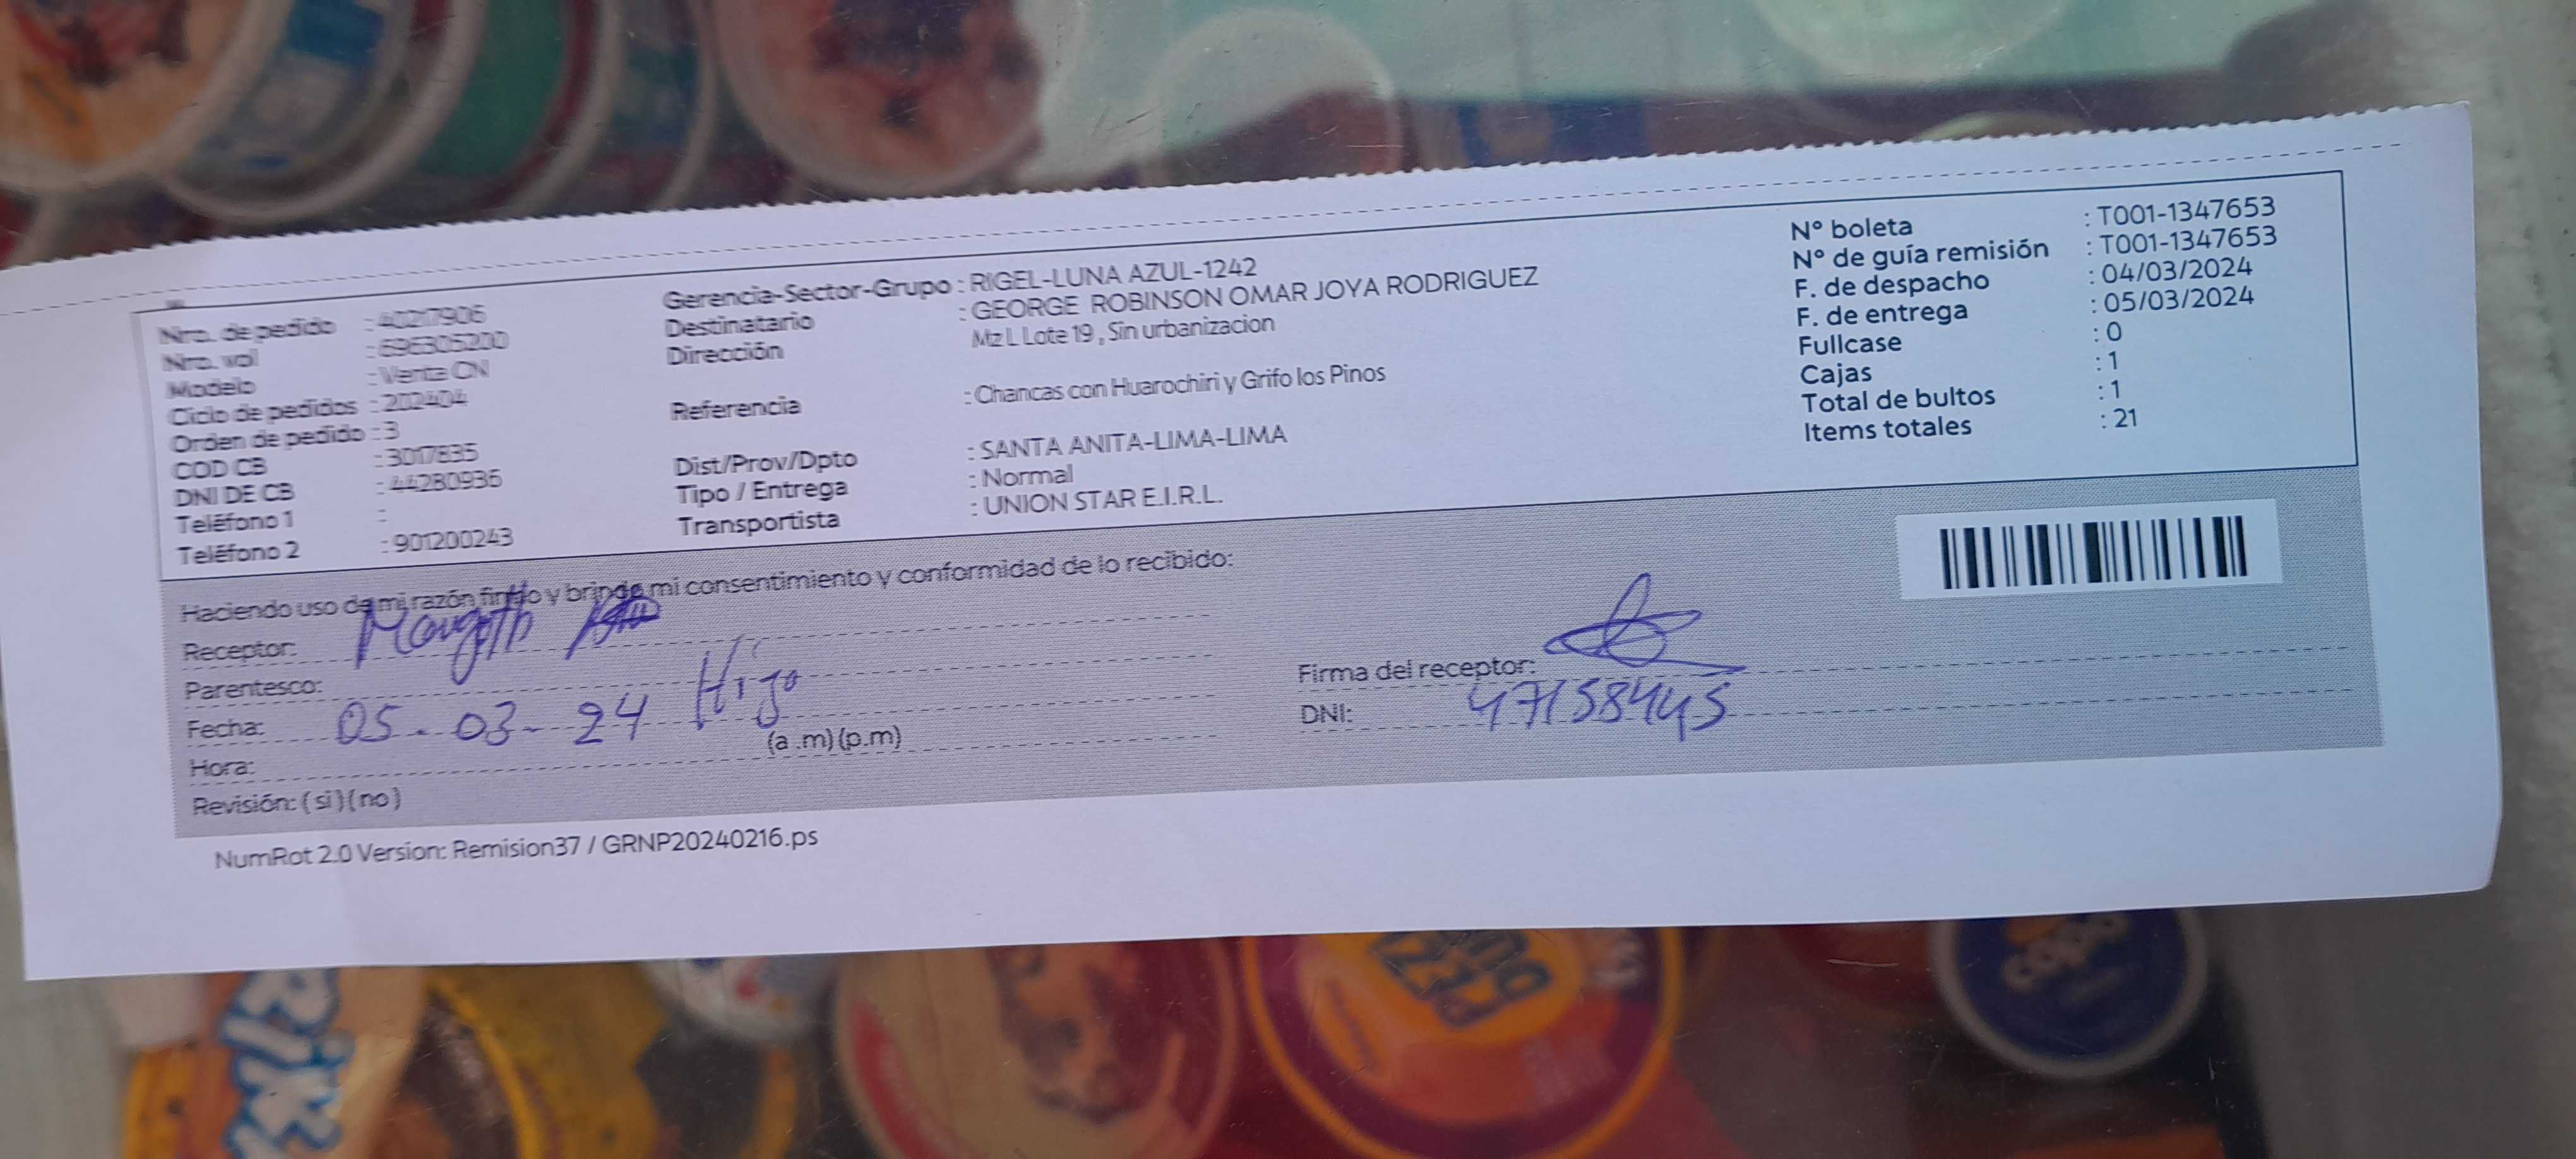 Nro. de pedido : 40217906
Nro. vol : 696305200
Modelo : Venta CN
Ciclo de pedidos : 202404
Orden de pedido : 3
COD CB : 3017835
DNI DE CB : 44280936
Teléfono 1 :
Teléfono 2 : 901200243
Gerencia-Sector-Grupo : RIGEL-LUNA AZUL-1242
Destinatario : GEORGE ROBINSON OMAR JOYA RODRIGUEZ
Dirección Mz L Lote 19 , Sin urbanizacion
Referencia : Chancas con Huarochiri y Grifo los Pinos
Dist/Prov/Dpto : SANTA ANITA-LIMA-LIMA
Tipo / Entrega : Normal
Transportista : UNION STAR E.I.R.L.
N° boleta : T001-1347653
N° de guía remisión : T001-1347653
F. de despacho : 04/03/2024
F. de entrega : 05/03/2024
Fullcase : 0
Cajas : 1
Total de bultos : 1
Items totales : 21
Haciendo uso de mi razón firmo y brindo mi consentimiento y conformidad de lo recibido:
Receptor: Margoth
Parentesco: Hijo
Fecha: 05-03-24
Hora: (a .m) (p.m)
Revisión: ( si ) ( no )
Firma del receptor:
DNI: 47158445
NumRot 2.0 Version: Remision37 / GRNP20240216.ps
copa